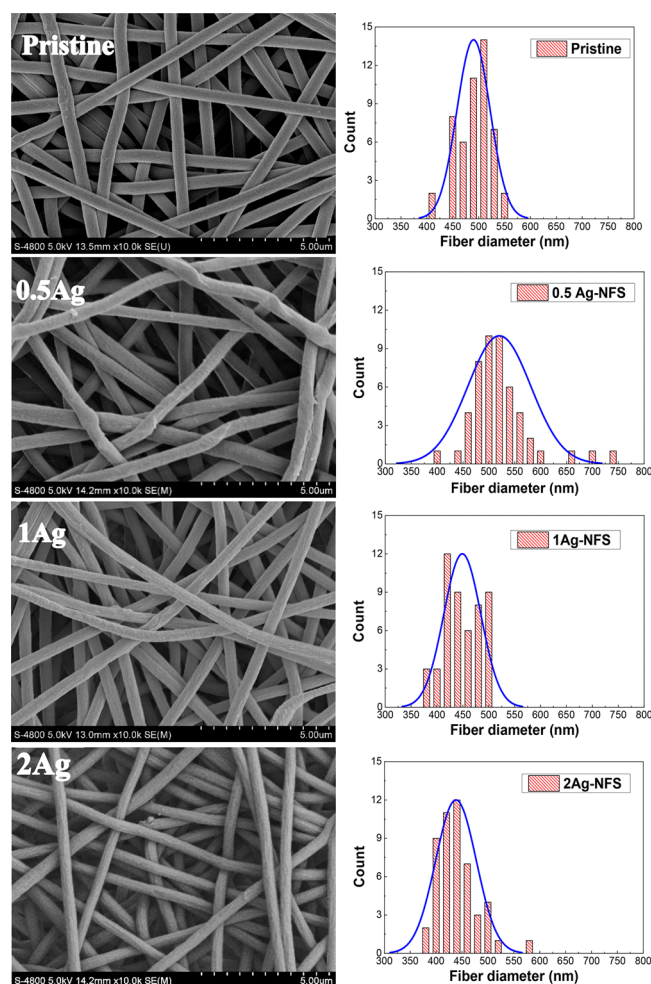 Pristine
S-4800 5.0kV 13.5mm x10.0k SE(U)
5.00um
Pristine
Count
15
12
9
6
3
0
300 350 400 450 500 550 600 650 700 750 800
Fiber diameter (nm)
0.5Ag
S-4800 5.0kV 14.2mm x10.0k SE(M)
5.00um
0.5 Ag-NFS
Count
15
12
9
6
3
0
300 350 400 450 500 550 600 650 700 750 800
Fiber diameter (nm)
1Ag
S-4800 5.0kV 13.0mm x10.0k SE(M)
5.00um
1Ag-NFS
Count
15
12
9
6
3
0
300 350 400 450 500 550 600 650 700 750 800
Fiber diameter (nm)
2Ag
S-4800 5.0kV 14.2mm x10.0k SE(M)
5.00um
2Ag-NFS
Count
15
12
9
6
3
0
300 350 400 450 500 550 600 650 700 750 800
Fiber diameter (nm)